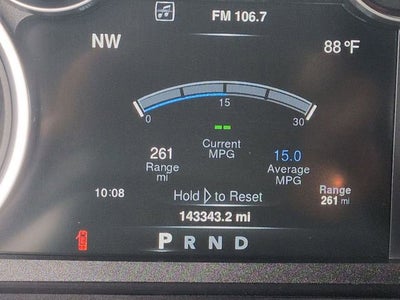 FM 106.7
NW
88 °F
0
15
30
--
Current
MPG
261
Range
mi
15.0
Average
MPG
10:08
Hold ▷ to Reset
Range
261 mi
143343.2 mi
P R N D